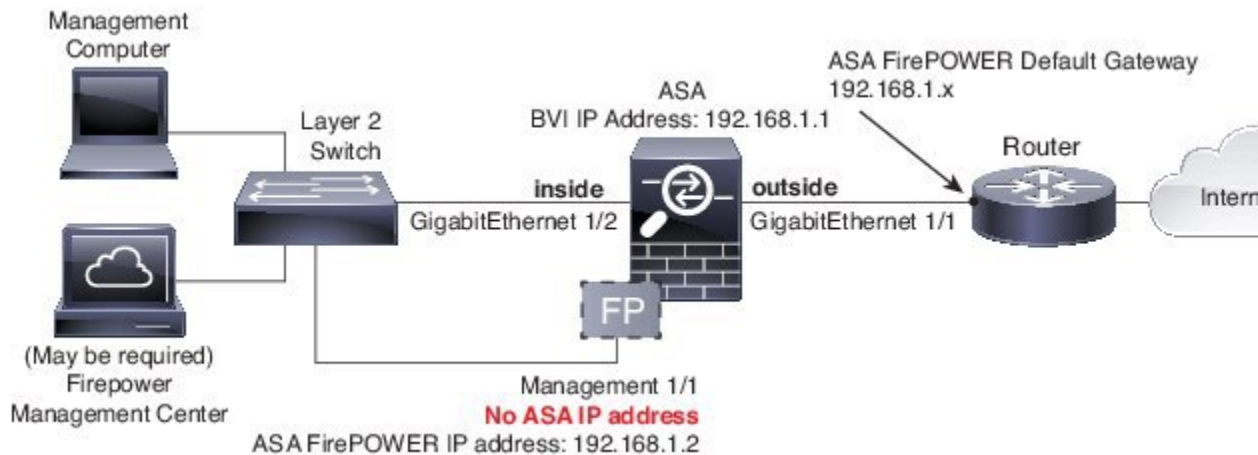 Management
Computer
Layer 2
Switch
(May be required)
Firepower
Management Center
inside
GigabitEthernet 1/2
ASA
BVI IP Address: 192.168.1.1
FP
Management 1/1
No ASA IP address
ASA FirePOWER IP address: 192.168.1.2
outside
GigabitEthernet 1/1
ASA FirePOWER Default Gateway
192.168.1.x
Router
Intern